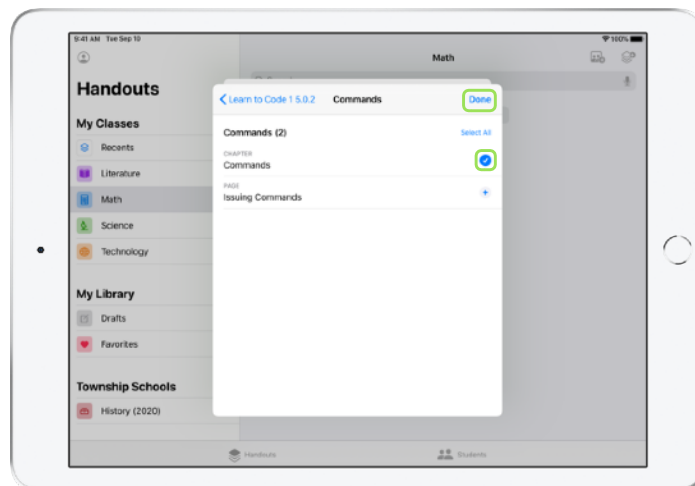 9:41 AM Tue Sep 10
100%
Math
Handouts
My Classes
Recents
Literature
Math
Science
Technology
My Library
Drafts
Favorites
Township Schools
History (2020)
Learn to Code 1 5.0.2
Commands
Done
Commands (2)
Select All
CHAPTER
Commands
PAGE
Issuing Commands
Handouts
Students